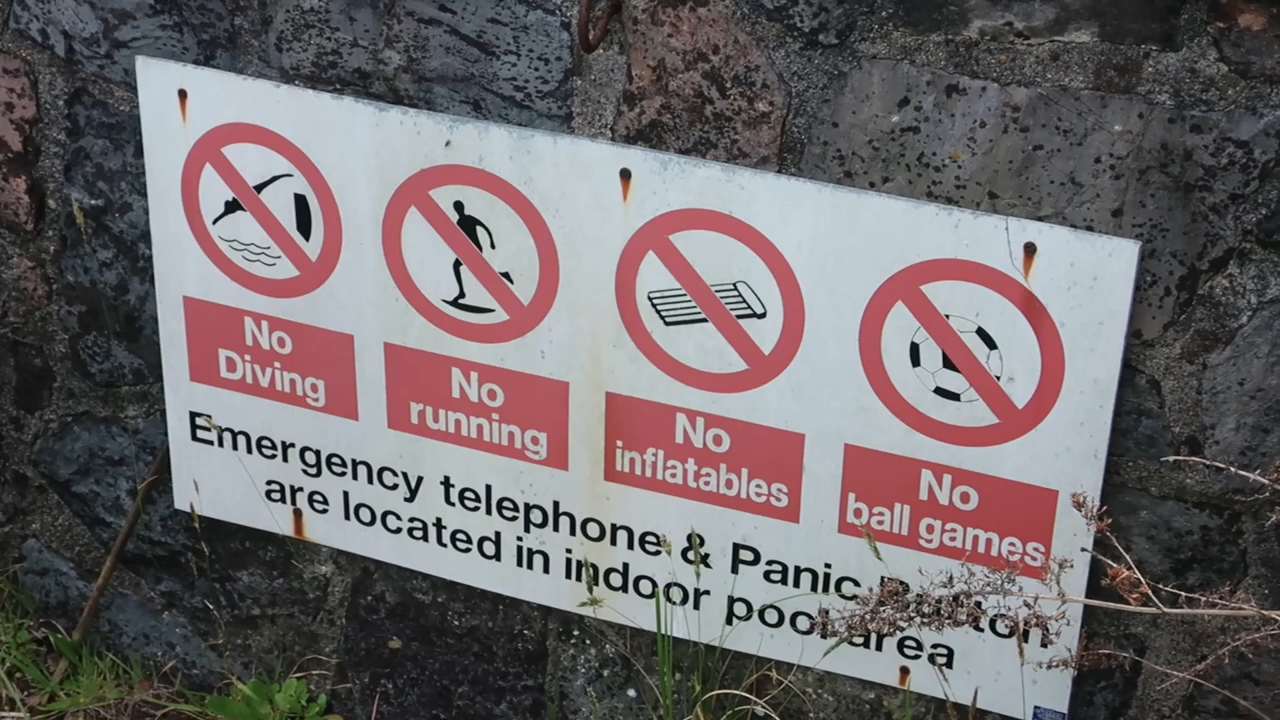 No
Diving
No
running
No
inflatables
No
ball games
Emergency telephone & Panic Button
are located in indoor pool area